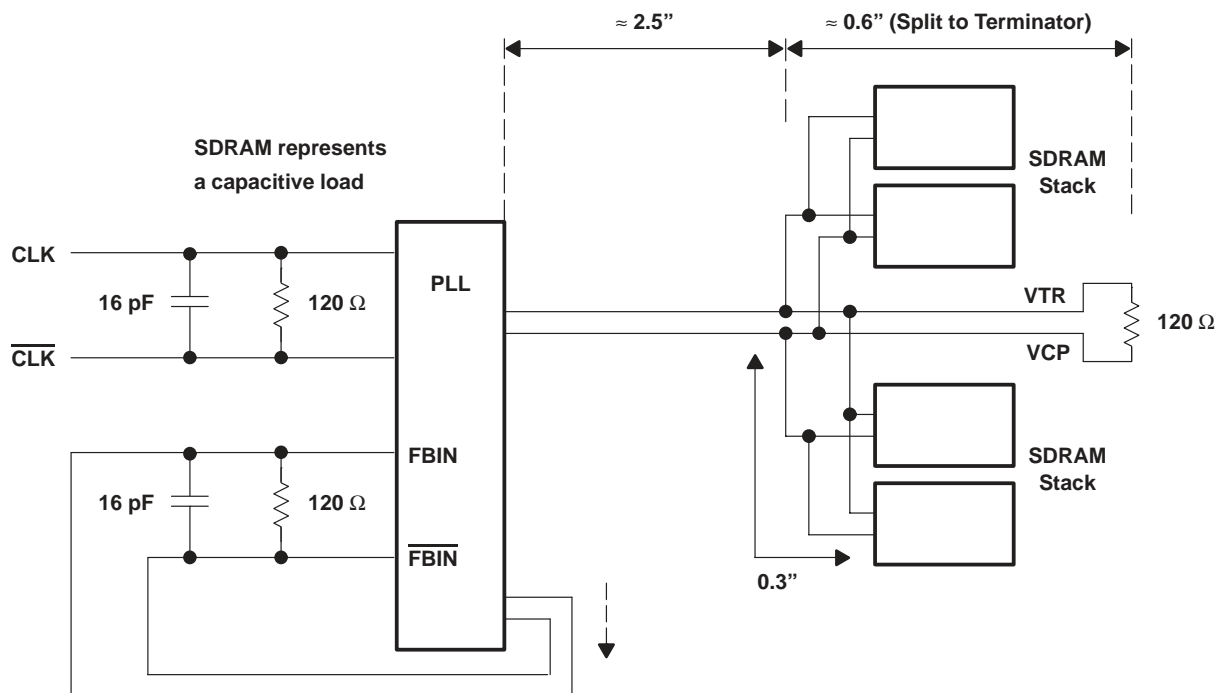 ≈ 2.5”
≈ 0.6” (Split to Terminator)
SDRAM represents
a capacitive load
SDRAM
Stack
CLK
PLL
16 pF
120 Ω
VTR
120 Ω
CLK
VCP
FBIN
SDRAM
Stack
16 pF
120 Ω
FBIN
0.3”